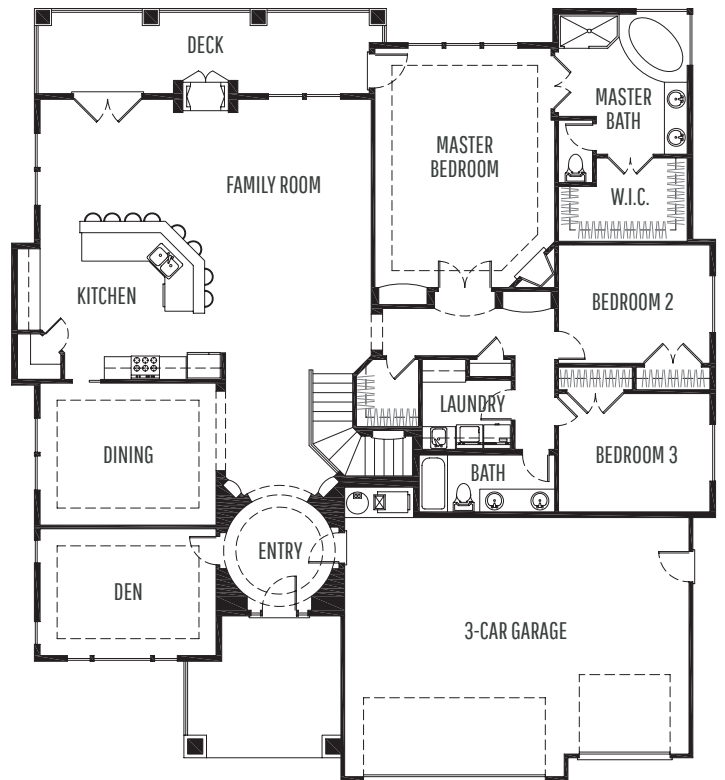 DECK
MASTER
BATH
MASTER
BEDROOM
FAMILY ROOM
W.I.C.
KITCHEN
BEDROOM 2
LAUNDRY
DINING
BATH
BEDROOM 3
ENTRY
DEN
3-CAR GARAGE